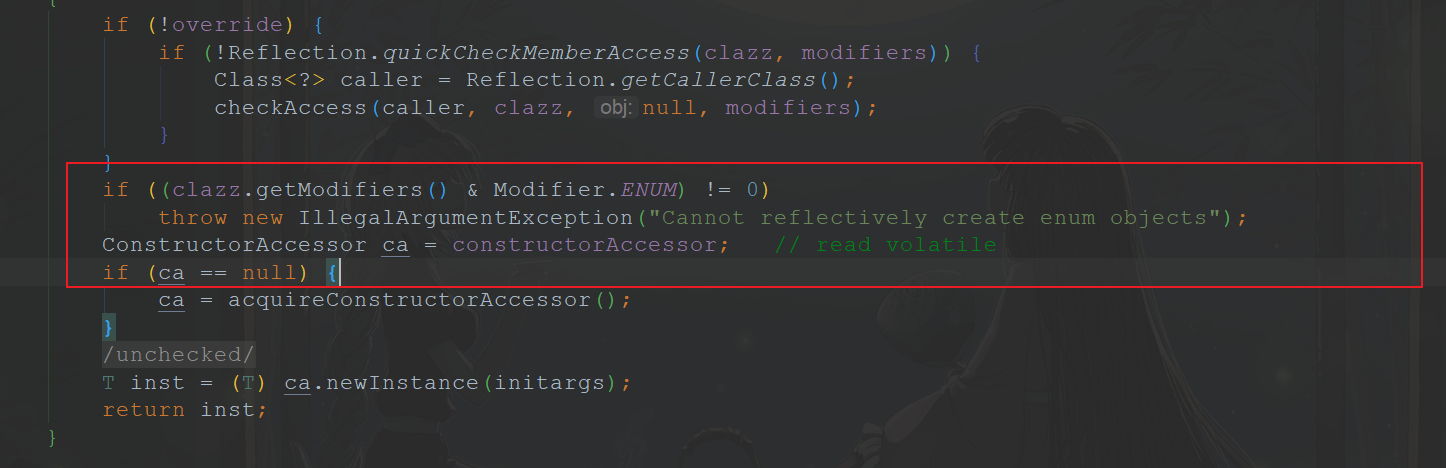 {
if (!override) {
if (!Reflection.quickCheckMemberAccess(clazz, modifiers)) {
Class<?> caller = Reflection.getCallerClass();
checkAccess(caller, clazz, obj: null, modifiers);
}
}
if ((clazz.getModifiers() & Modifier.ENUM) != 0)
throw new IllegalArgumentException("Cannot reflectively create enum objects");
ConstructorAccessor ca = constructorAccessor;   // read volatile
if (ca == null) {
ca = acquireConstructorAccessor();
}
/unchecked/
T inst = (T) ca.newInstance(initargs);
return inst;
}